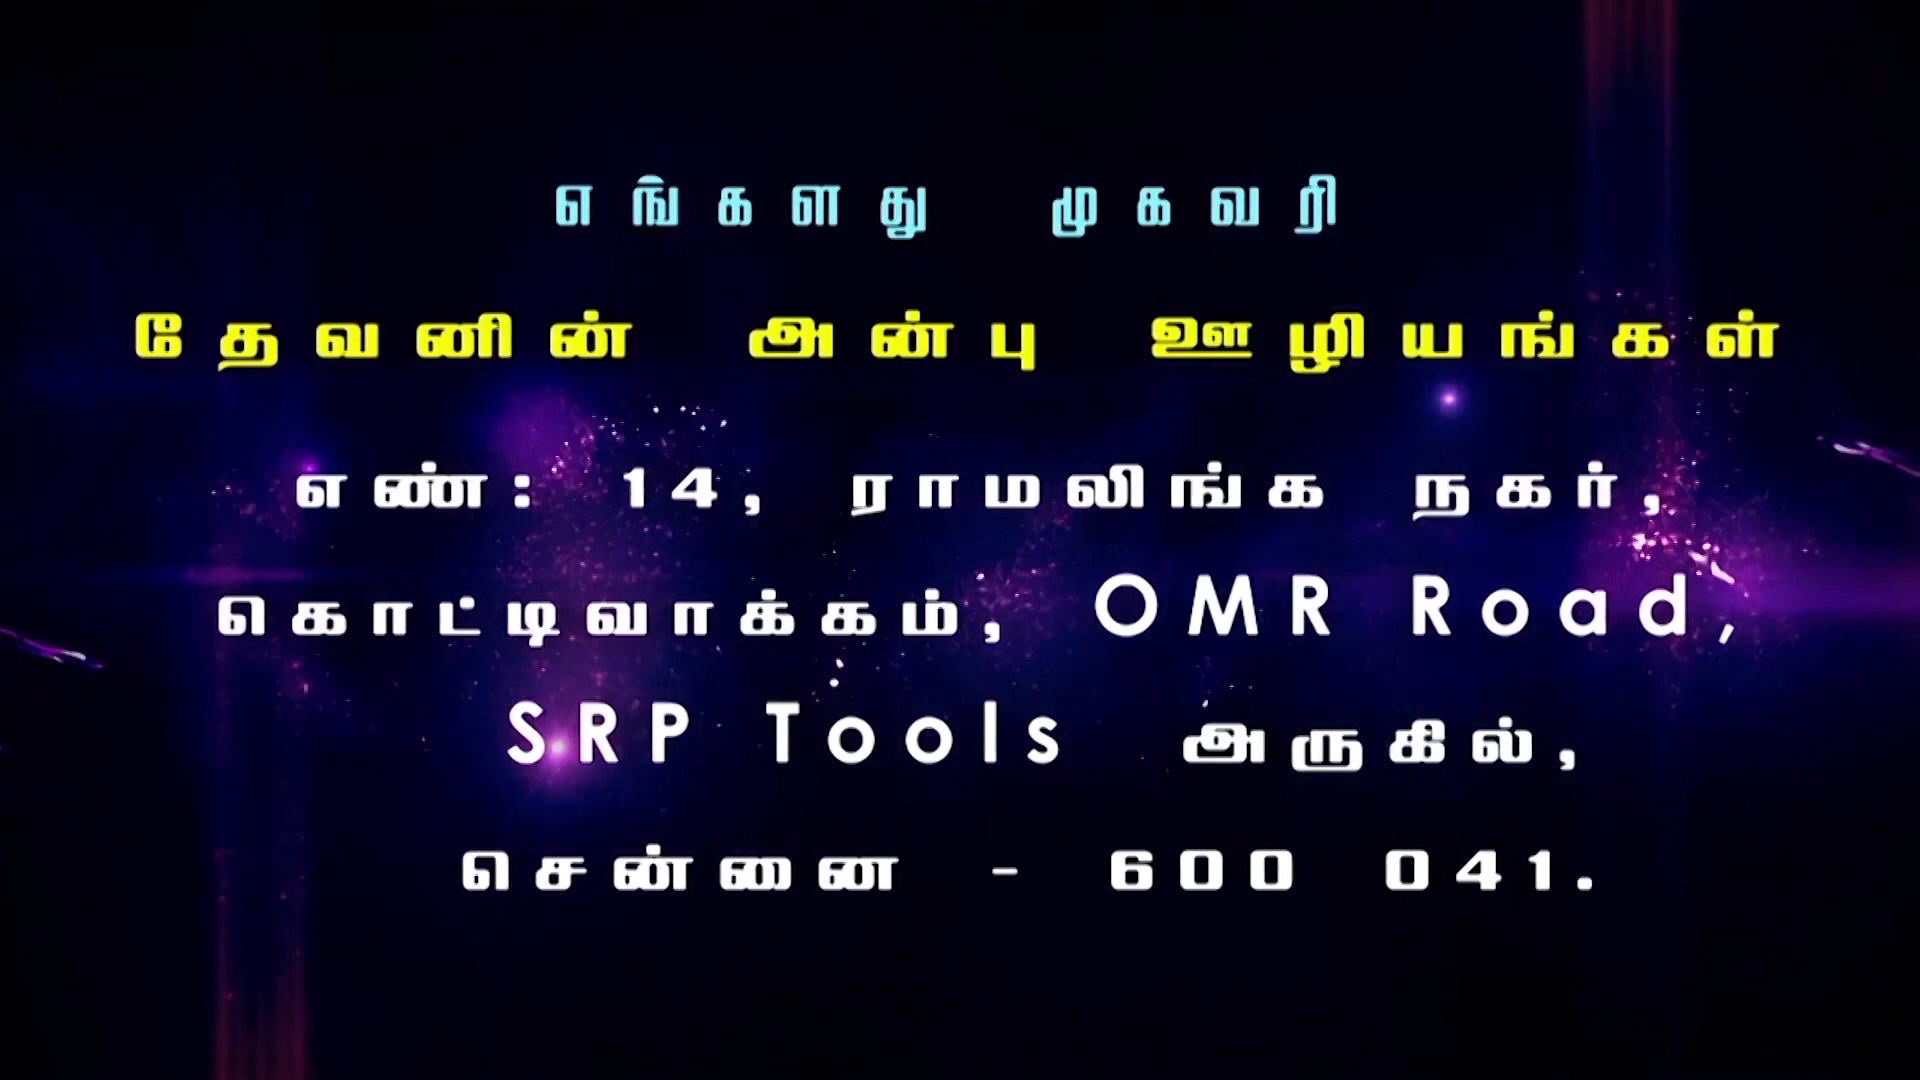 எங்களது முகவரி
தேவனின் அன்பு ஊழியங்கள்
எண்: 14, ராமலிங்க நகர்,
கொட்டிவாக்கம், OMR Road,
SRP Tools அருகில்,
சென்னை - 600 041.